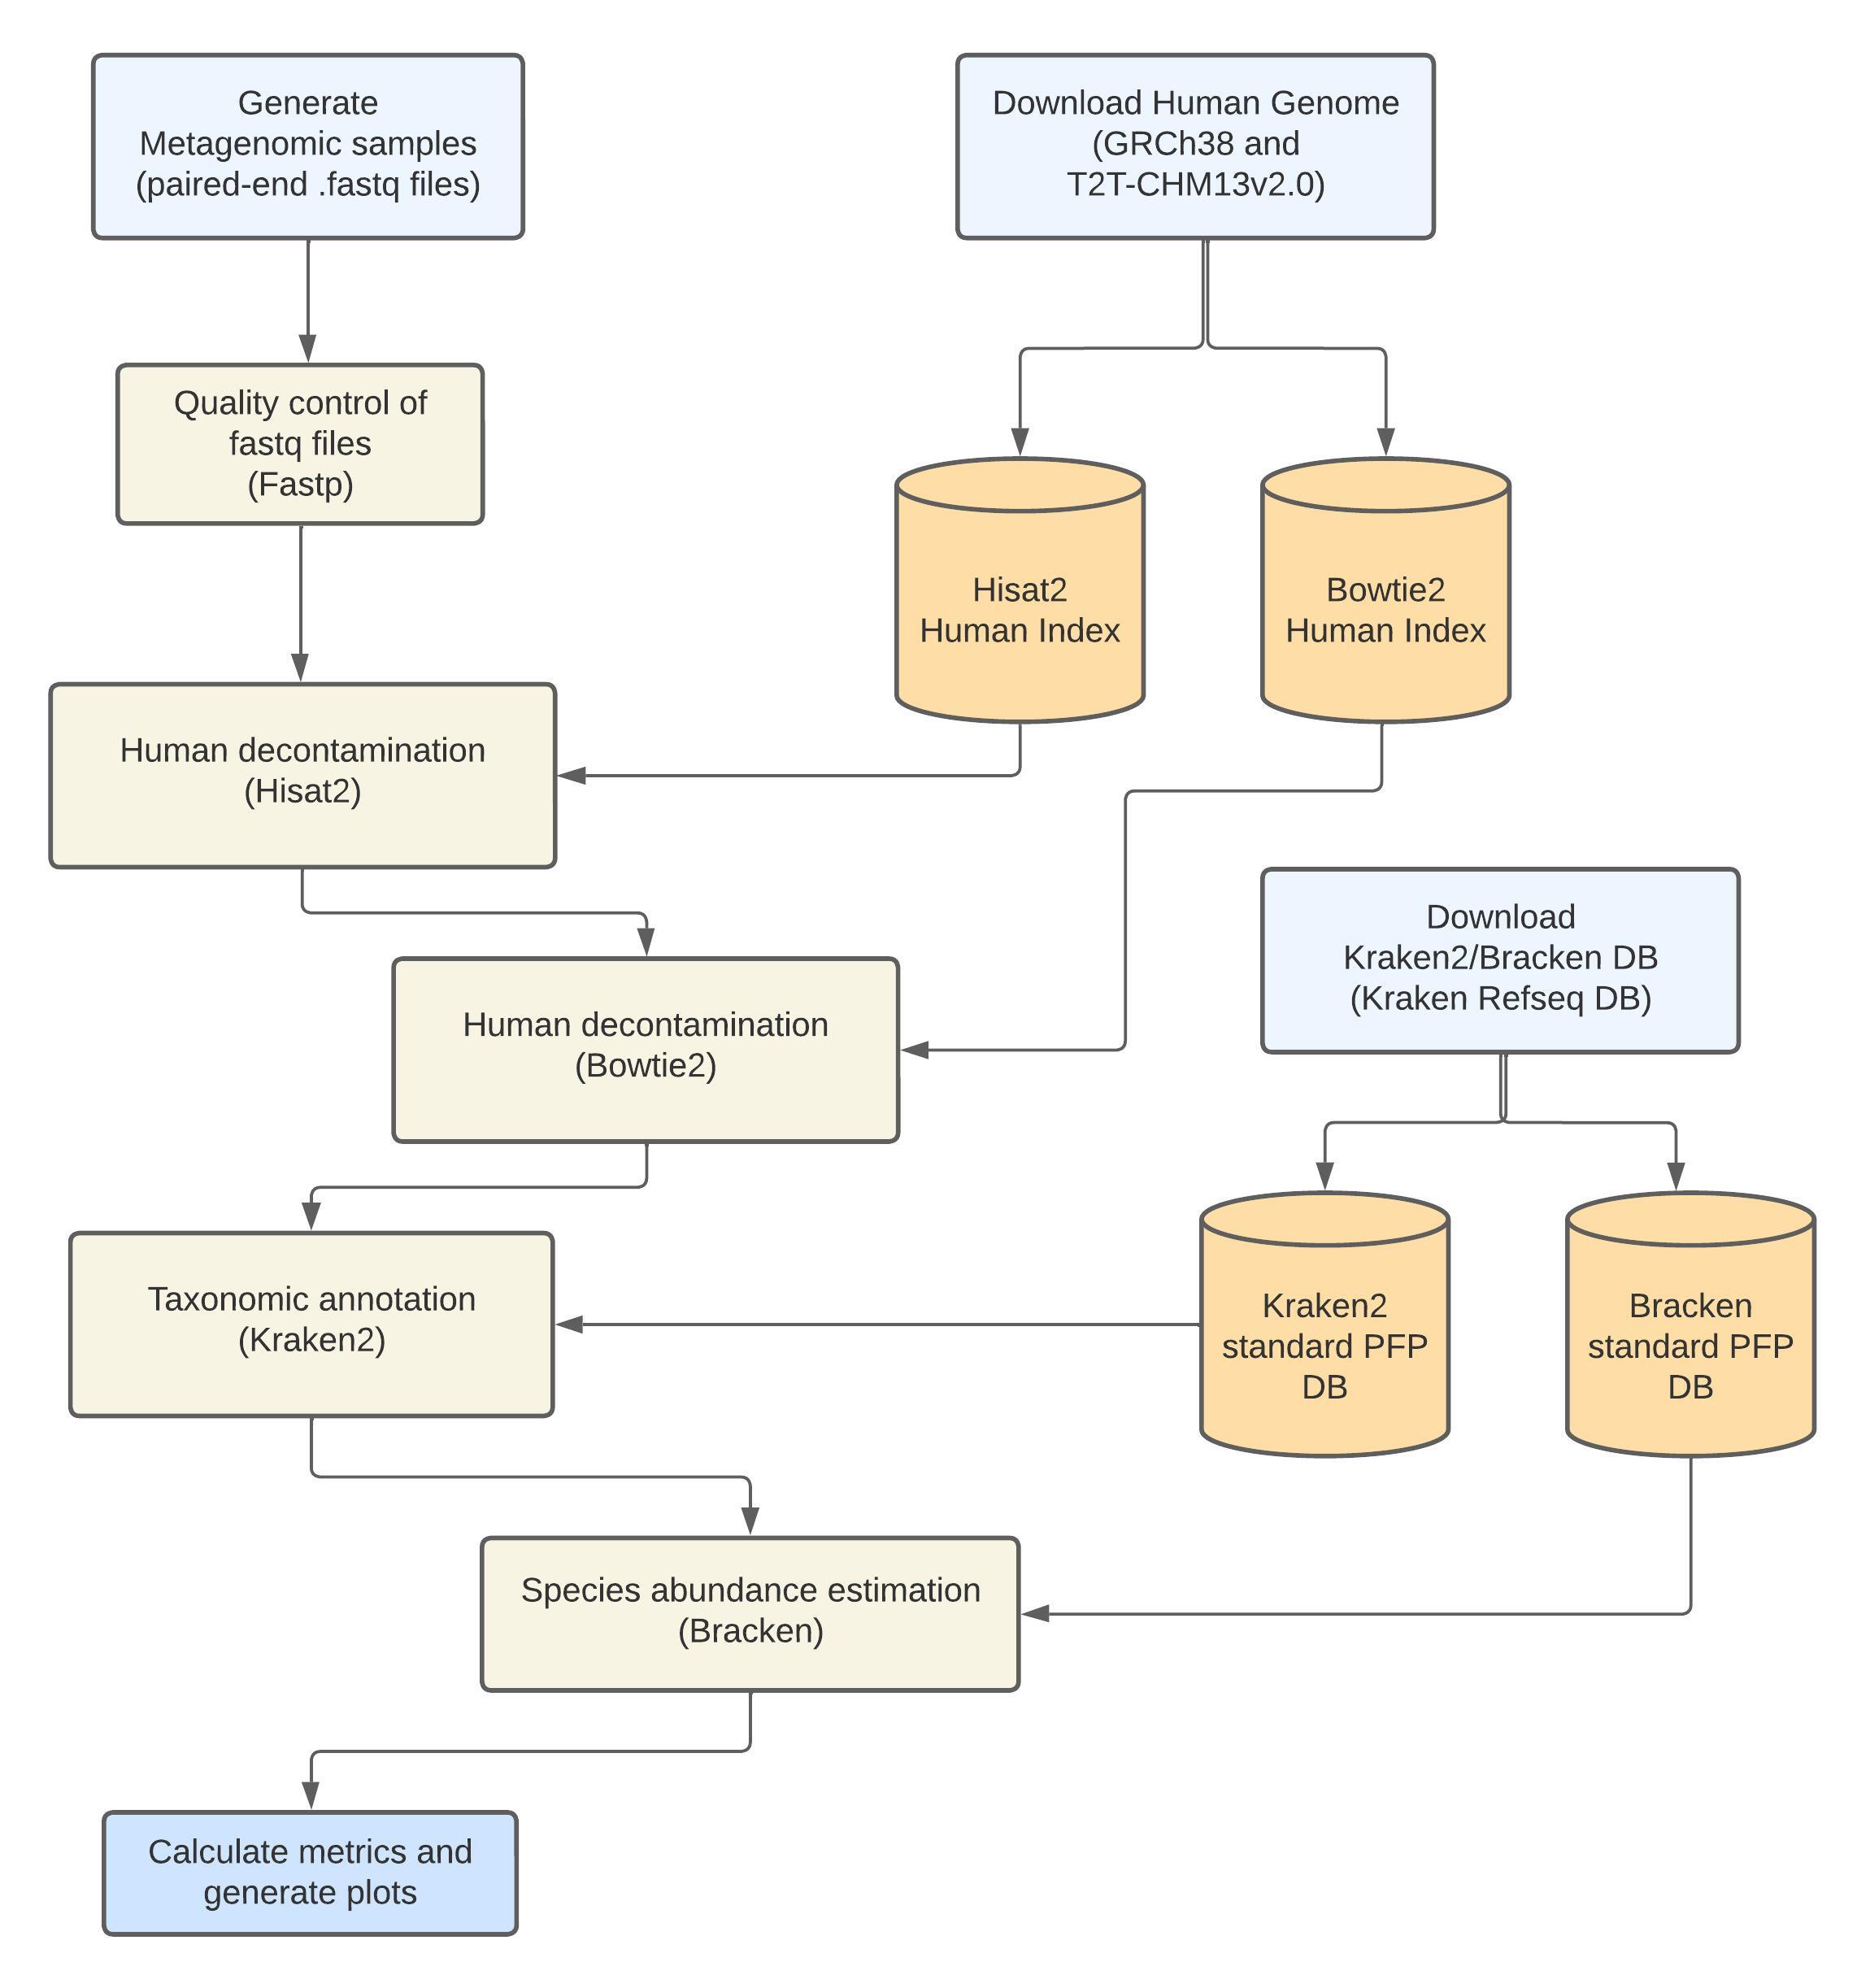 Generate
Metagenomic samples
(paired-end .fastq files)
Download Human Genome
(GRCh38 and
T2T-CHM13v2.0)
Quality control of
fastq files
(Fastp)
Hisat2
Human Index
Bowtie2
Human Index
Human decontamination
(Hisat2)
Download
Kraken2/Bracken DB
(Kraken Refseq DB)
Human decontamination
(Bowtie2)
Taxonomic annotation
(Kraken2)
Kraken2
standard PFP
DB
Bracken
standard PFP
DB
Species abundance estimation
(Bracken)
Calculate metrics and
generate plots